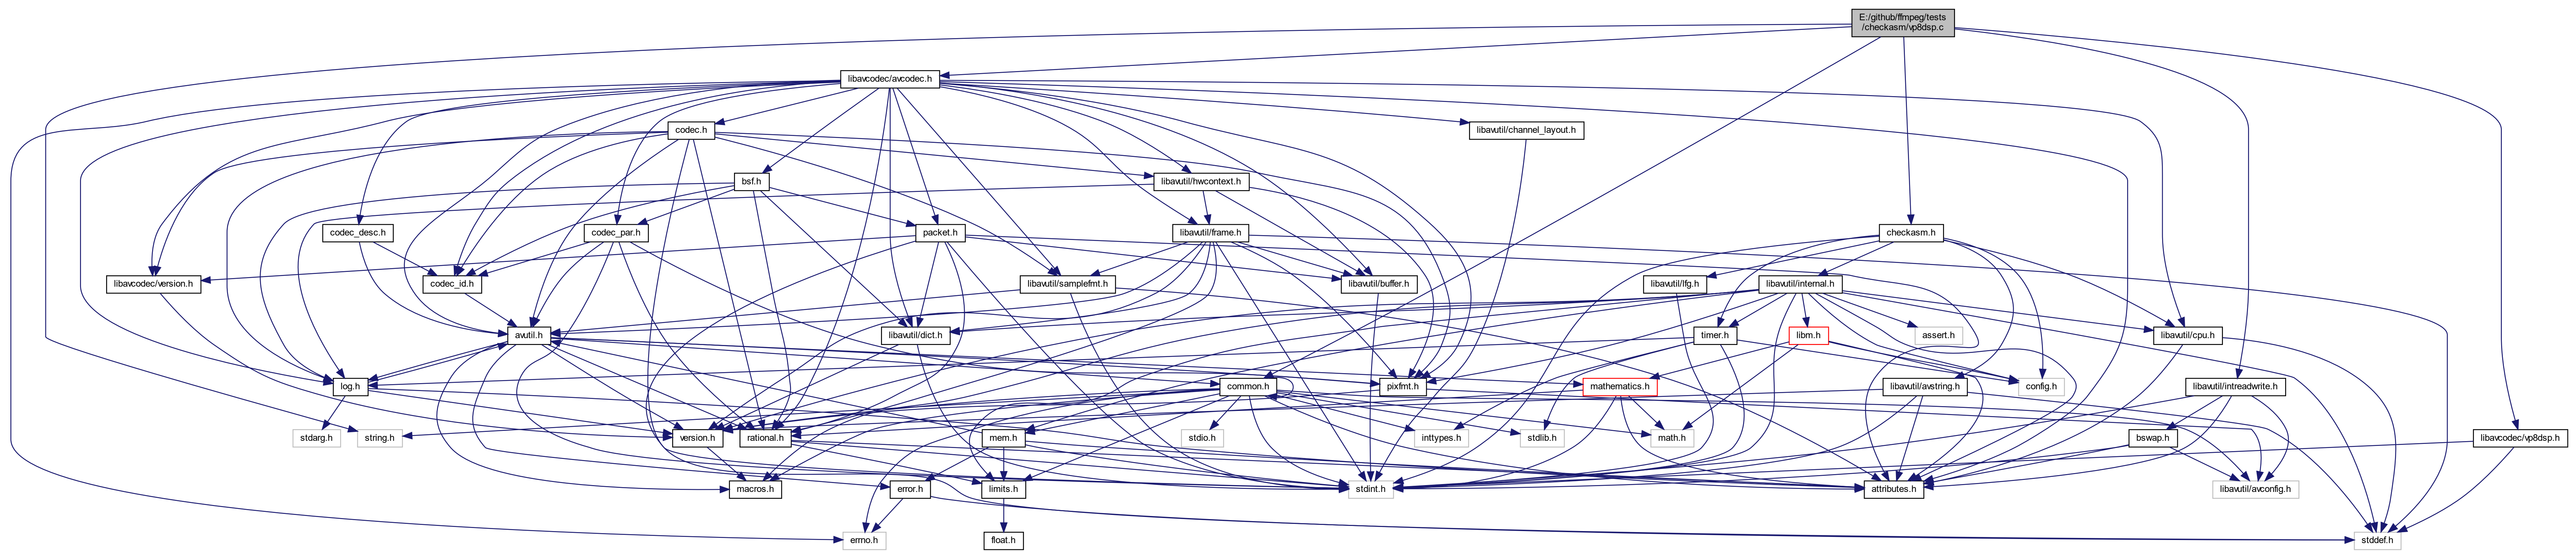 E:/github/ffmpeg/tests
/checkasm/vp8dsp.c
libavcodec/avcodec.h
codec.h
libavutil/channel_layout.h
bsf.h
libavutil/hwcontext.h
codec_desc.h
codec_par.h
packet.h
libavutil/frame.h
checkasm.h
libavcodec/version.h
codec_id.h
libavutil/samplefmt.h
libavutil/buffer.h
libavutil/lfg.h
libavutil/internal.h
avutil.h
libavutil/dict.h
timer.h
libm.h
assert.h
libavutil/cpu.h
log.h
common.h
pixfmt.h
mathematics.h
libavutil/avstring.h
config.h
libavutil/intreadwrite.h
stdarg.h
string.h
version.h
rational.h
mem.h
stdio.h
inttypes.h
stdlib.h
math.h
bswap.h
libavcodec/vp8dsp.h
macros.h
error.h
limits.h
stdint.h
attributes.h
libavutil/avconfig.h
errno.h
float.h
stddef.h